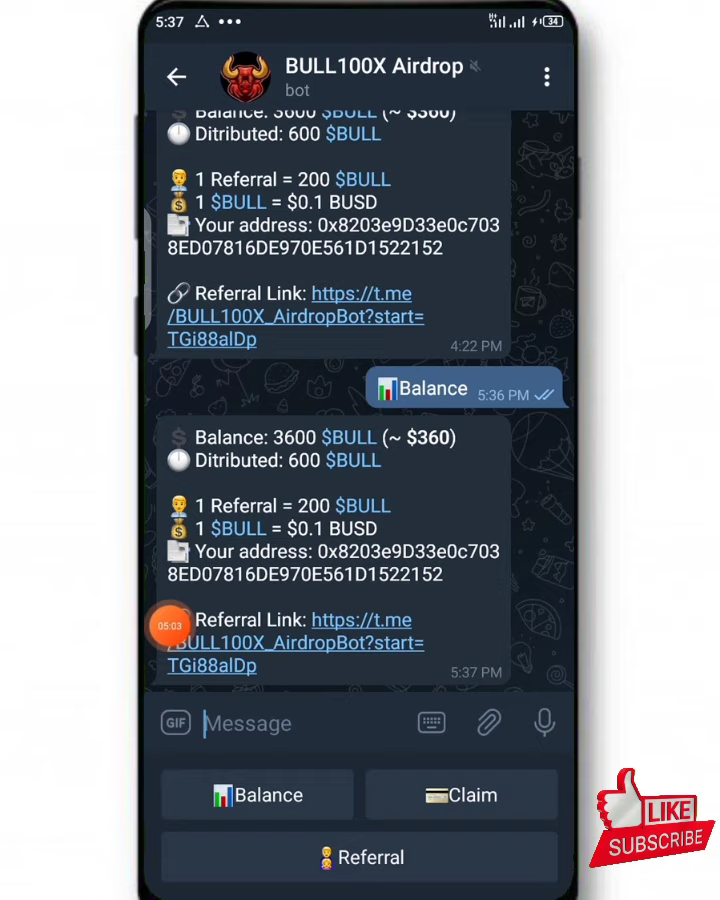 5:37
34
BULL100X Airdrop
bot
Balance: 3600 $BULL (~ $360)
Ditributed: 600 $BULL
1 Referral = 200 $BULL
1 $BULL = $0.1 BUSD
Your address: 0x8203e9D33e0c703
8ED07816DE970E561D1522152
Referral Link: https://t.me
/BULL100X_AirdropBot?start=
TGi88alDp
4:22 PM
Balance 5:36 PM
Balance: 3600 $BULL (~ $360)
Ditributed: 600 $BULL
1 Referral = 200 $BULL
1 $BULL = $0.1 BUSD
Your address: 0x8203e9D33e0c703
8ED07816DE970E561D1522152
05:03
Referral Link: https://t.me
/BULL100X_AirdropBot?start=
TGi88alDp
5:37 PM
GIF Message
Balance
Claim
Referral
LIKE
SUBSCRIBE